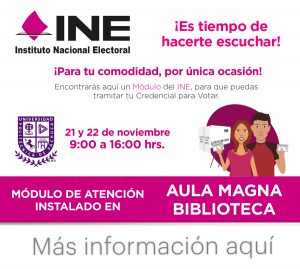 INE
Instituto Nacional Electoral
¡Es tiempo de
hacerte escuchar!
¡Para tu comodidad, por única ocasión!
Encontrarás aquí un Módulo del INE, para que puedas
tramitar tu Credencial para Votar.
UNIVERSIDAD
21 y 22 de noviembre
9:00 a 16:00 hrs.
MÓDULO DE ATENCIÓN
INSTALADO EN
AULA MAGNA
BIBLIOTECA
Más información aquí